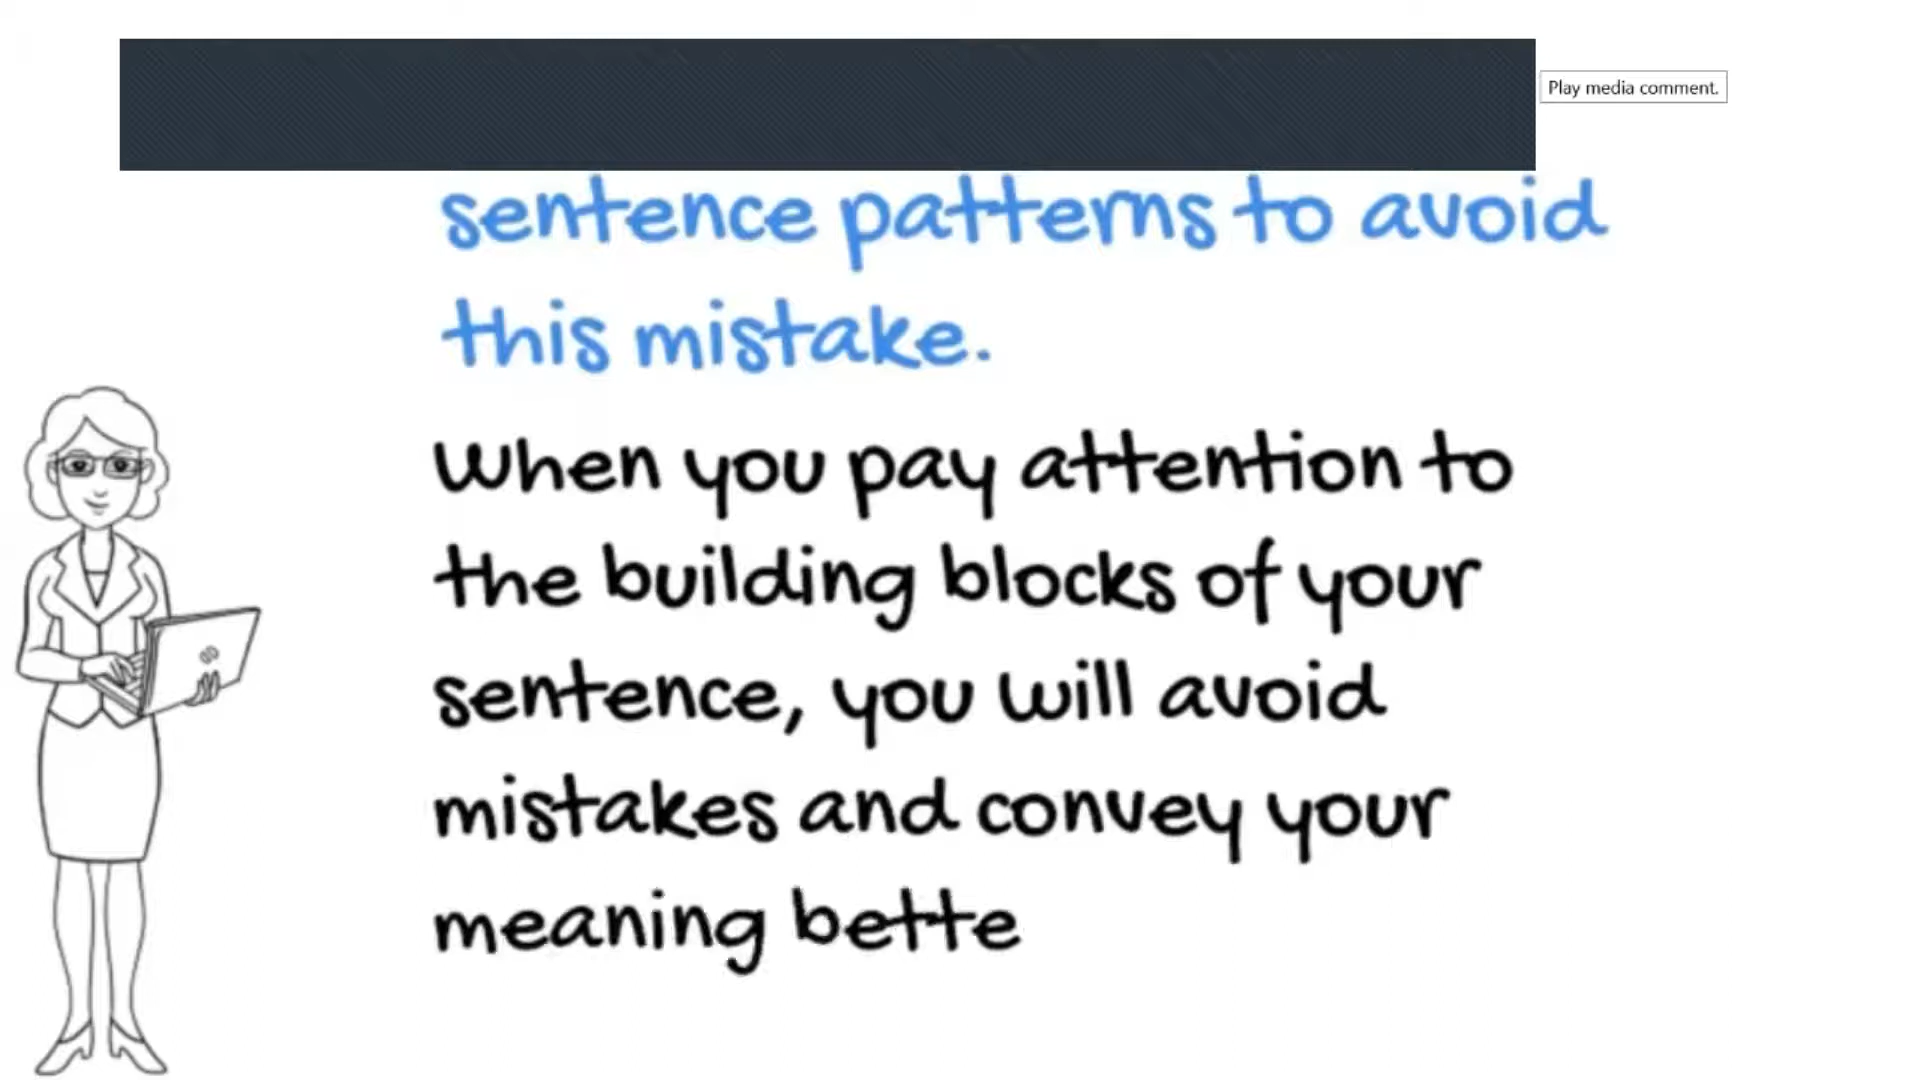 Play media comment.
sentence patterns to avoid
this mistake.
When you pay attention to
the building blocks of your
sentence, you will avoid
mistakes and convey your
meaning bette